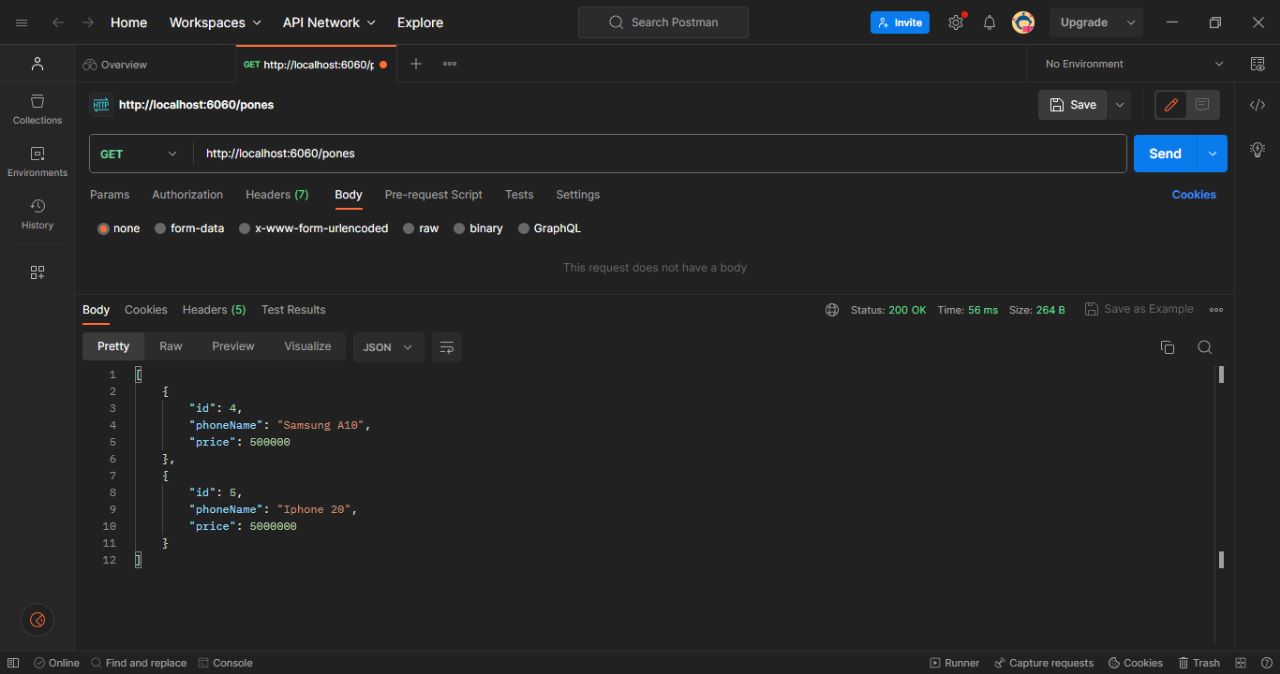 Home Workspaces API Network Explore Search Postman Invite Upgrade
Overview GET http://localhost:6060/p No Environment
HTTP http://localhost:6060/pones Save
GET http://localhost:6060/pones Send
Params Authorization Headers (7) Body Pre-request Script Tests Settings Cookies
none form-data x-www-form-urlencoded raw binary GraphQL
This request does not have a body
Collections
Environments
History
Body Cookies Headers (5) Test Results Status: 200 OK Time: 56 ms Size: 264 B Save as Example
Pretty Raw Preview Visualize JSON
1 [
2 {
3 "id": 4,
4 "phoneName": "Samsung A10",
5 "price": 500000
6 },
7 {
8 "id": 5,
9 "phoneName": "Iphone 20",
10 "price": 5000000
11 }
12 ]
Online Find and replace Console Runner Capture requests Cookies Trash